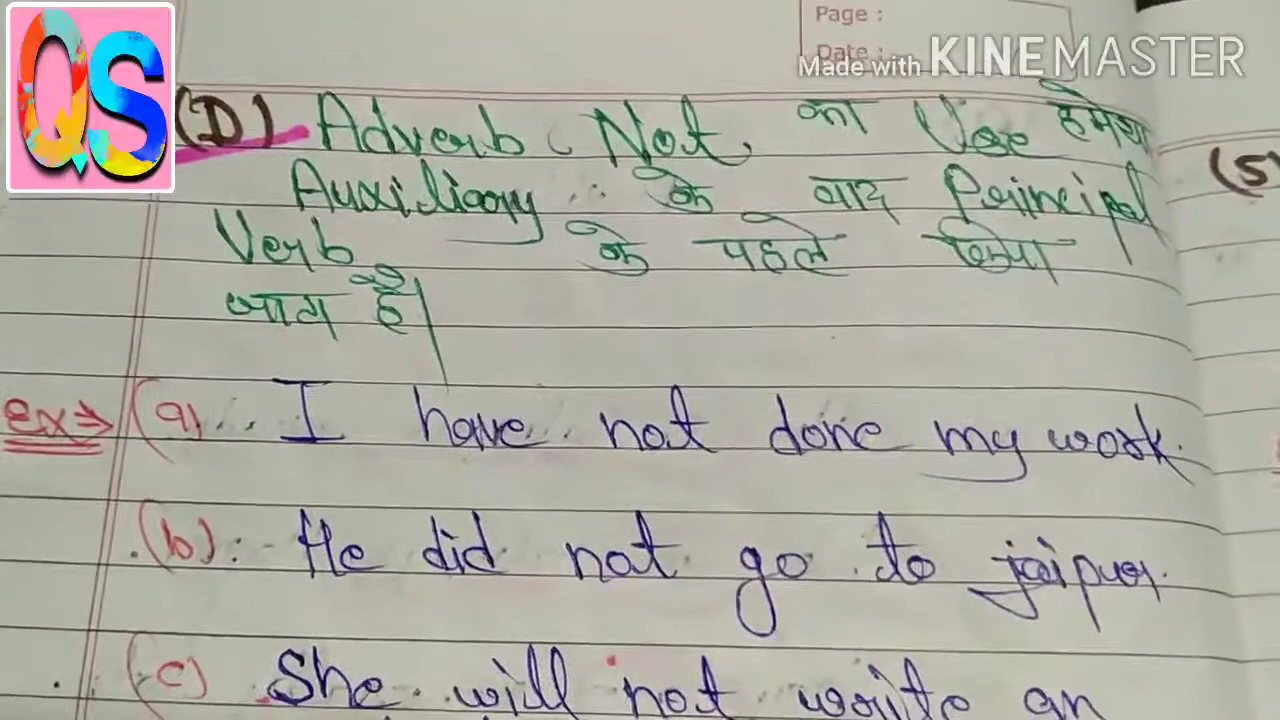 QS
Page :
Date :
Made with KINEMASTER
(D) Adverb Not का Use हमेशा
Auxiliary के बाद Principal
Verb के पहले किया
जाता है।
(5
ex⇒ (a) I have not done my work.
(b) He did not go to jaipur.
(c) She will not write an